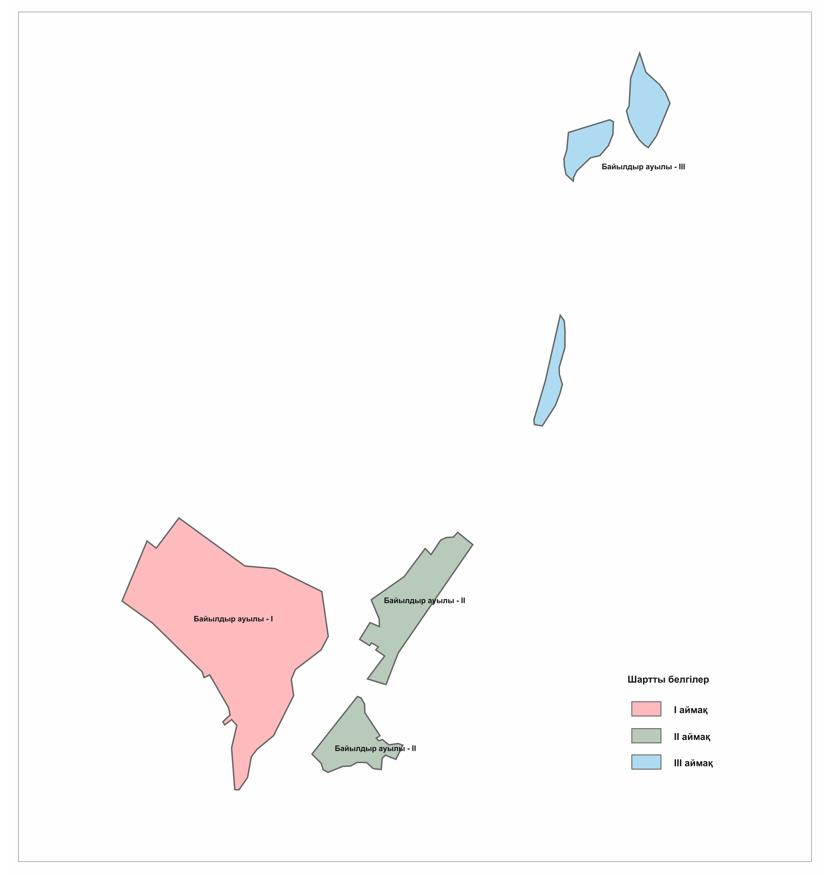 Байылдыр ауылы - III
Байылдыр ауылы - II
Байылдыр ауылы - I
Байылдыр ауылы - II
Шартты белгілер
I аймақ
II аймақ
III аймақ